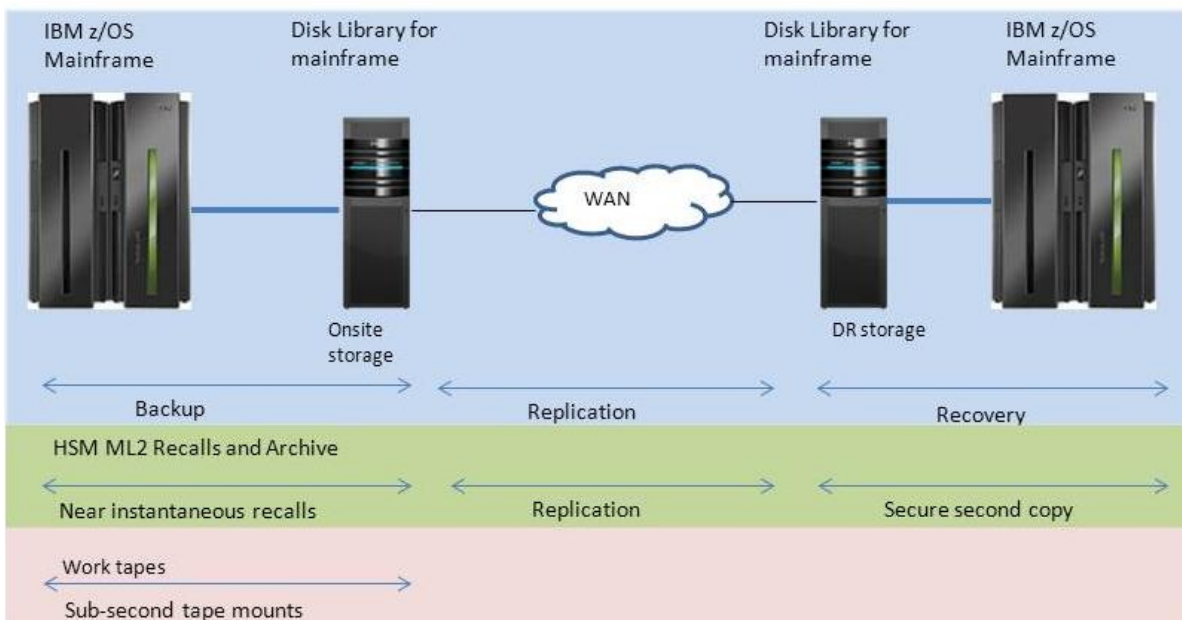 IBM z/OS
Mainframe
Disk Library for
mainframe
Disk Library for
mainframe
IBM z/OS
Mainframe
WAN
Onsite
storage
DR storage
Backup
Replication
Recovery
HSM ML2 Recalls and Archive
Near instantaneous recalls
Replication
Secure second copy
Work tapes
Sub-second tape mounts